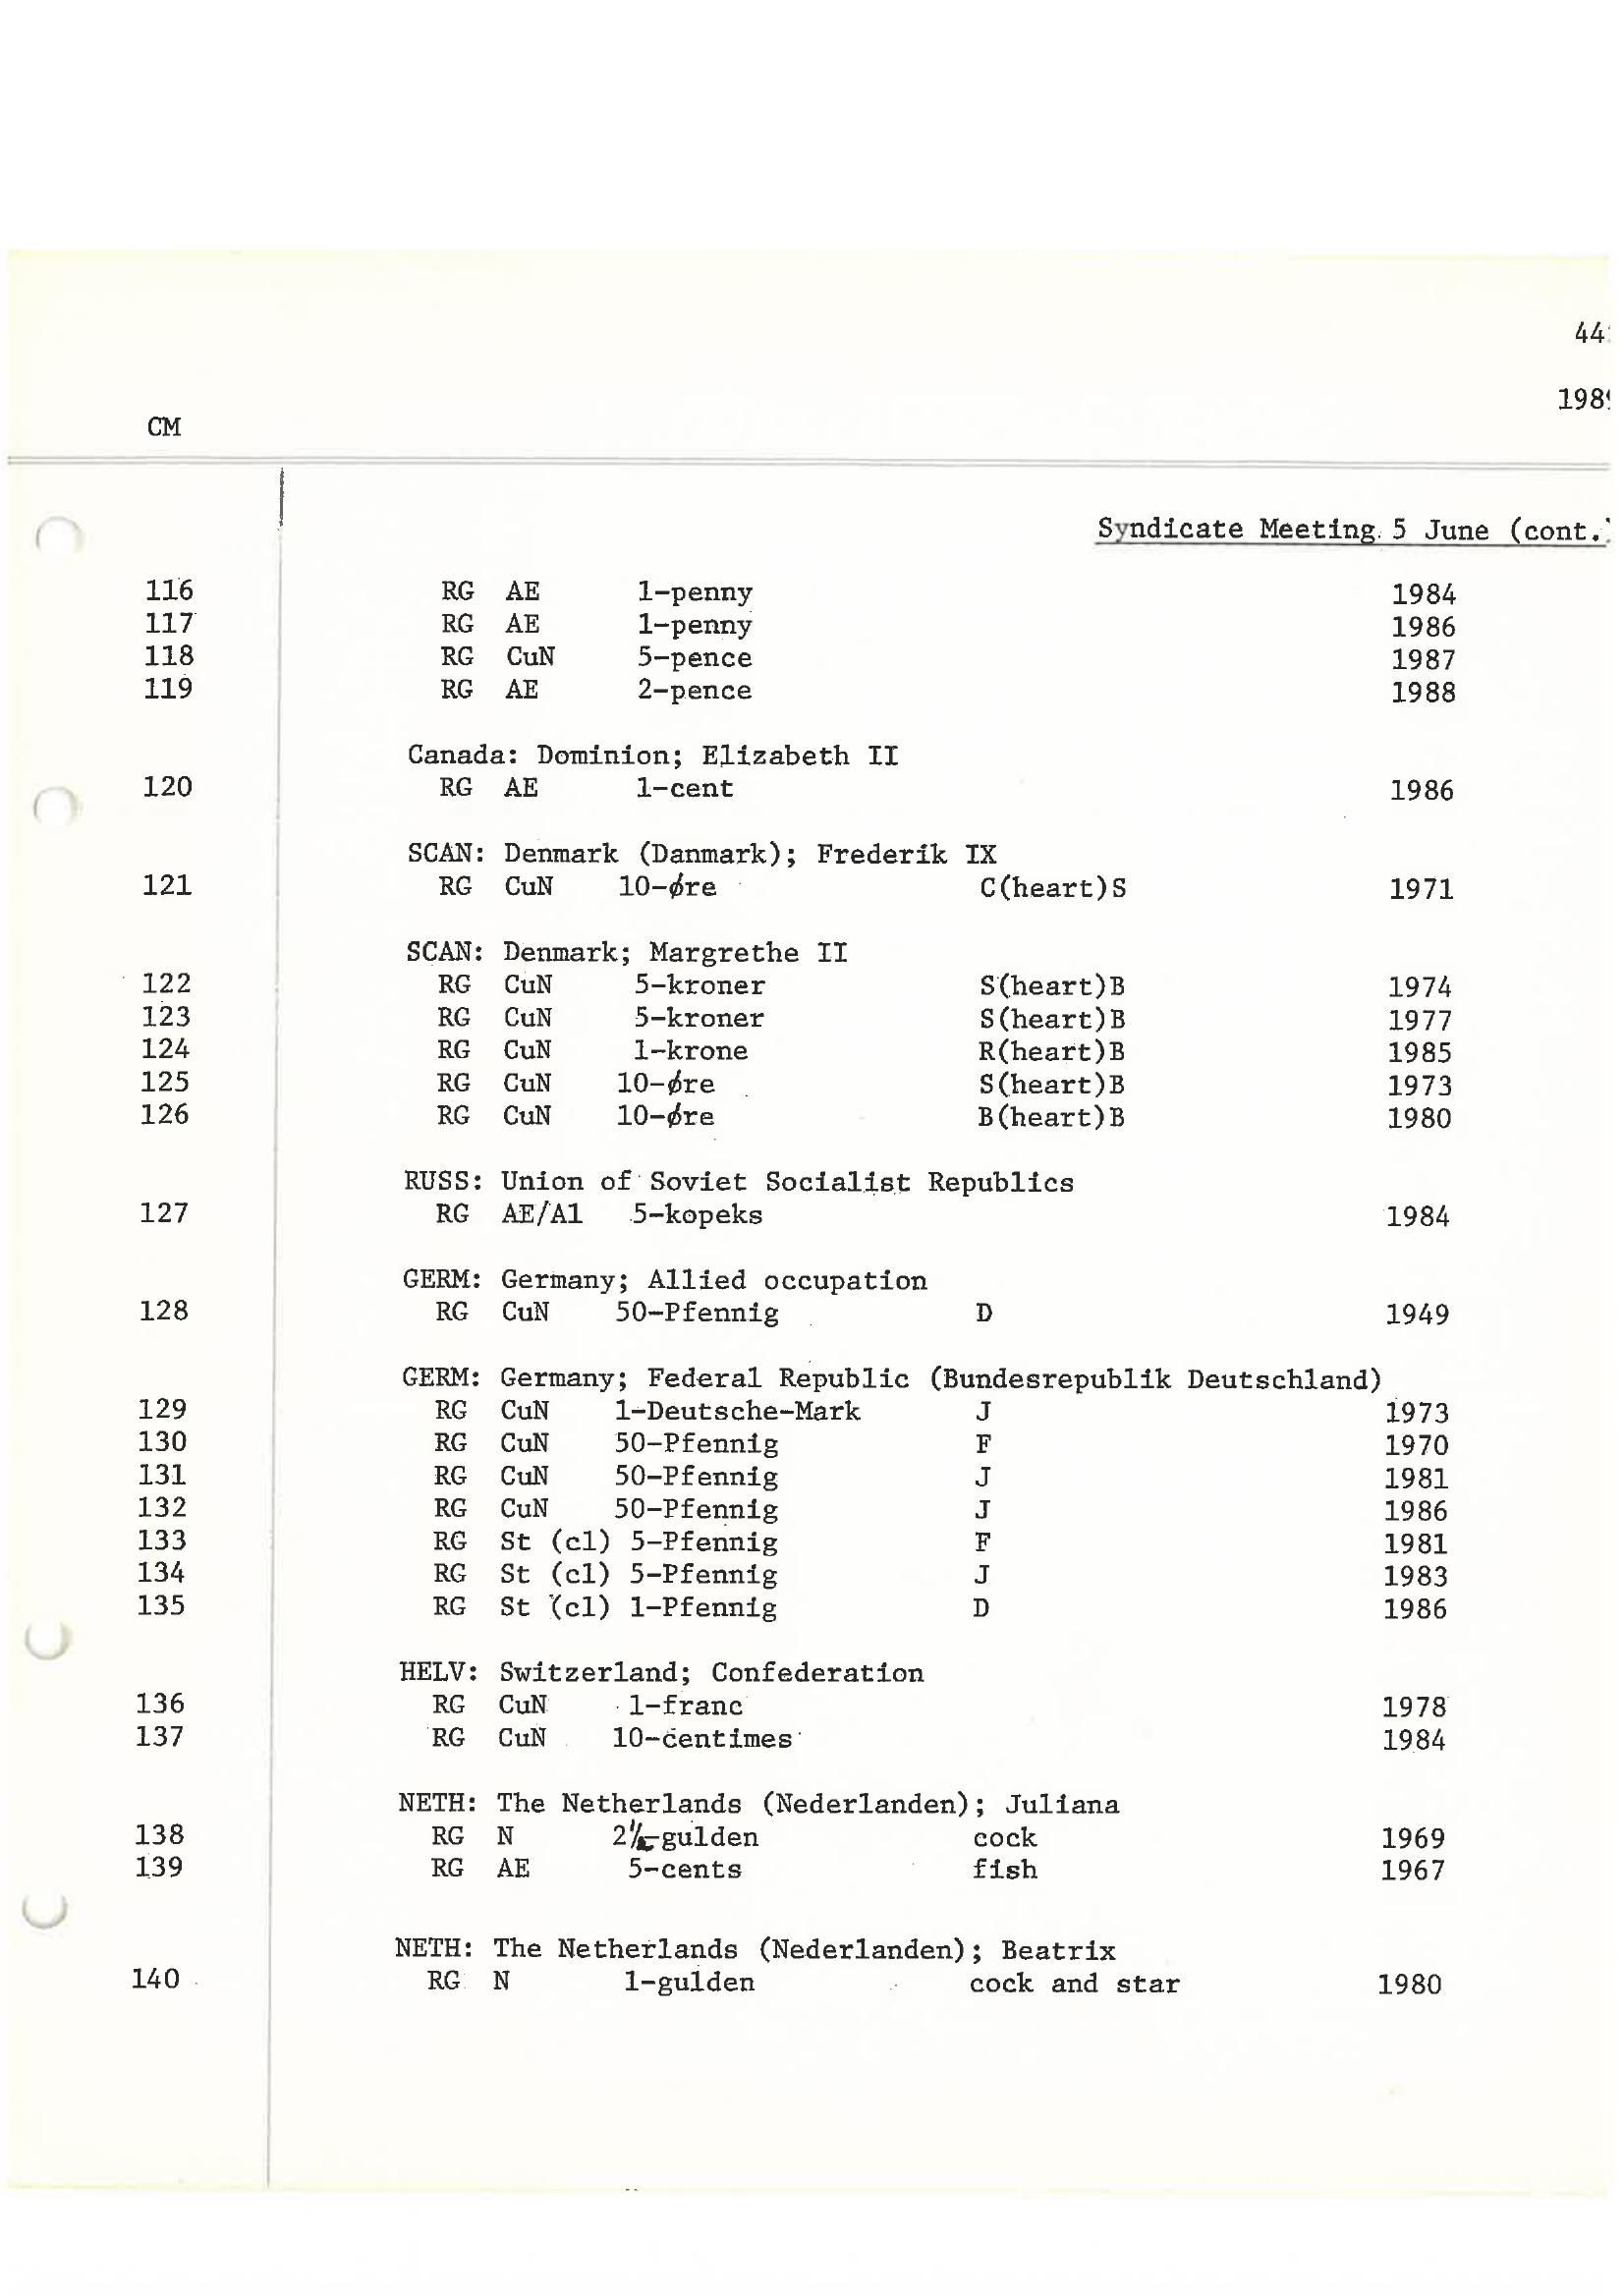 44
198
CM
Syndicate Meeting 5 June (cont.
116 RG AE 1-penny 1984
117 RG AE 1-penny 1986
118 RG CuN 5-pence 1987
119 RG AE 2-pence 1988
Canada: Dominion; Elizabeth II
120 RG AE 1-cent 1986
SCAN: Denmark (Danmark); Frederik IX
121 RG CuN 10-øre C(heart)S 1971
SCAN: Denmark; Margrethe II
122 RG CuN 5-kroner S(heart)B 1974
123 RG CuN 5-kroner S(heart)B 1977
124 RG CuN 1-krone R(heart)B 1985
125 RG CuN 10-øre S(heart)B 1973
126 RG CuN 10-øre B(heart)B 1980
RUSS: Union of Soviet Socialist Republics
127 RG AE/A1 5-kopeks 1984
GERM: Germany; Allied occupation
128 RG CuN 50-Pfennig D 1949
GERM: Germany; Federal Republic (Bundesrepublik Deutschland)
129 RG CuN 1-Deutsche-Mark J 1973
130 RG CuN 50-Pfennig F 1970
131 RG CuN 50-Pfennig J 1981
132 RG CuN 50-Pfennig J 1986
133 RG St (cl) 5-Pfennig F 1981
134 RG St (cl) 5-Pfennig J 1983
135 RG St (cl) 1-Pfennig D 1986
HELV: Switzerland; Confederation
136 RG CuN 1-franc 1978
137 RG CuN 10-centimes 1984
NETH: The Netherlands (Nederlanden); Juliana
138 RG N 2½-gulden cock 1969
139 RG AE 5-cents fish 1967
NETH: The Netherlands (Nederlanden); Beatrix
140 RG N 1-gulden cock and star 1980